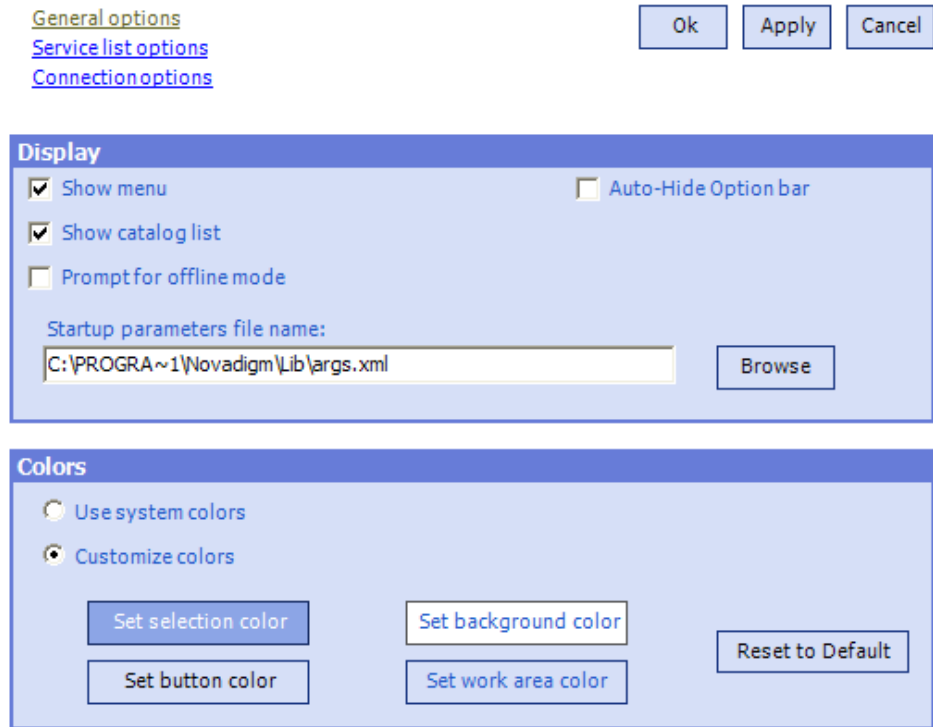 General options
Ok Apply Cancel
Service list options
Connection options
Display
Show menu Auto-Hide Option bar
Show catalog list
Prompt for offline mode
Startup parameters file name:
C:\PROGRA~1\Novadigm\Lib\args.xml Browse
Colors
Use system colors
Customize colors
Set selection color Set background color
Reset to Default
Set button color Set work area color